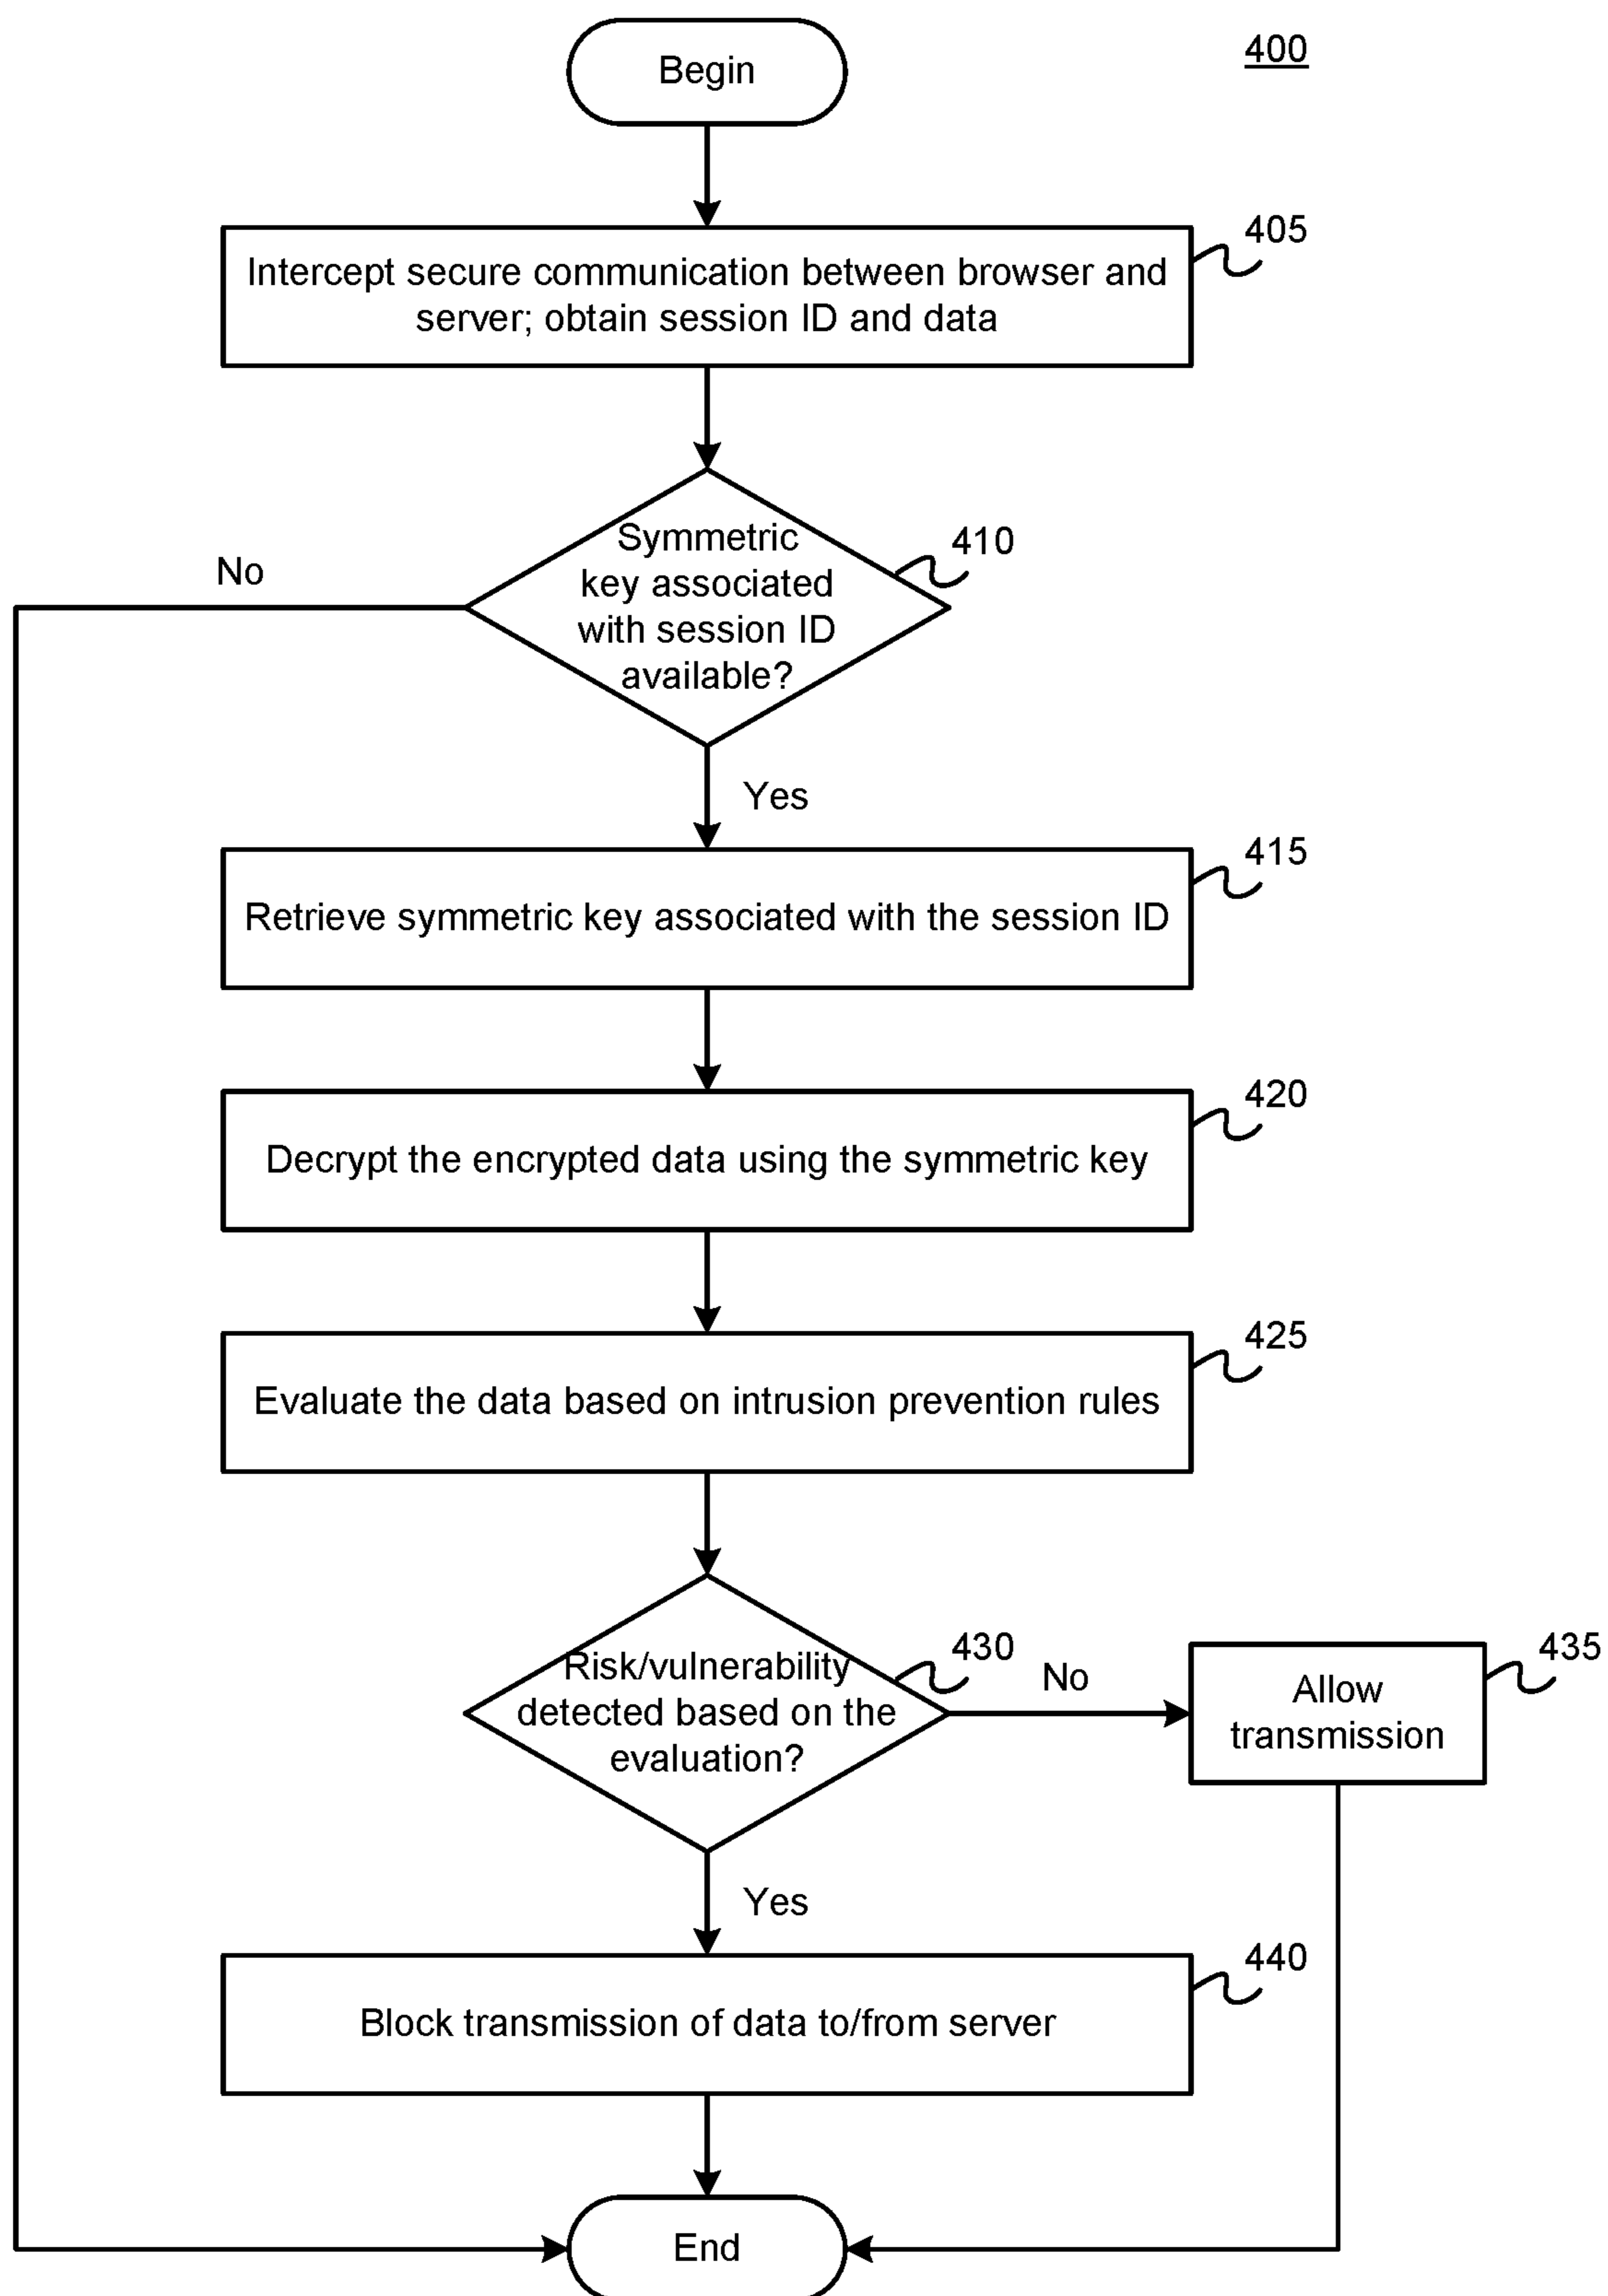 Begin
400
405
Intercept secure communication between browser and
server; obtain session ID and data
410
Symmetric
key associated
with session ID
available?
No
Yes
415
Retrieve symmetric key associated with the session ID
420
Decrypt the encrypted data using the symmetric key
425
Evaluate the data based on intrusion prevention rules
430
Risk/vulnerability
detected based on the
evaluation?
No
435
Allow
transmission
Yes
440
Block transmission of data to/from server
End